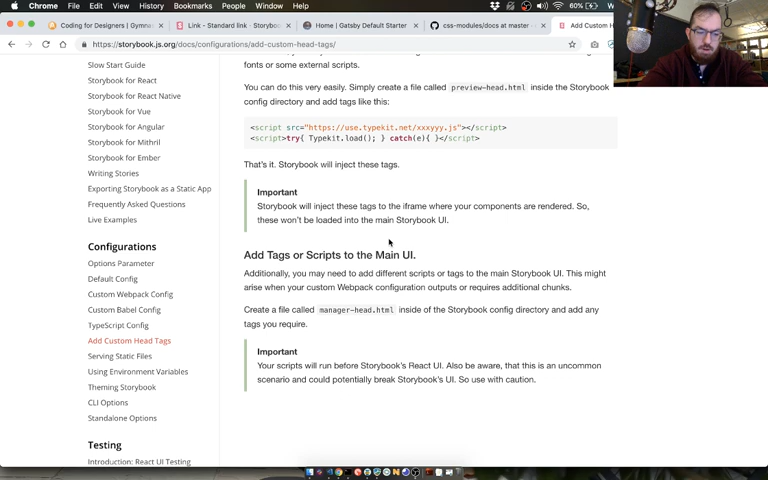 Chrome File Edit View History Bookmarks People Window Help
60%
Coding for Designers | Gymna
Link - Standard link · Storyboo
Home | Gatsby Default Starter
css-modules/docs at master ·
Add Custom H
https://storybook.js.org/docs/configurations/add-custom-head-tags/
Slow Start Guide
Storybook for React
Storybook for React Native
Storybook for Vue
Storybook for Angular
Storybook for Mithril
Storybook for Ember
Writing Stories
Exporting Storybook as a Static App
Frequently Asked Questions
Live Examples
Configurations
Options Parameter
Default Config
Custom Webpack Config
Custom Babel Config
TypeScript Config
Add Custom Head Tags
Serving Static Files
Using Environment Variables
Theming Storybook
CLI Options
Standalone Options
Testing
Introduction: React UI Testing
fonts or some external scripts.
You can do this very easily. Simply create a file called preview-head.html inside the Storybook
config directory and add tags like this:
<script src="https://use.typekit.net/xxxyyy.js"></script>
<script>try{ Typekit.load(); } catch(e){ }</script>
That's it. Storybook will inject these tags.
Important
Storybook will inject these tags to the iframe where your components are rendered. So,
these won't be loaded into the main Storybook UI.
Add Tags or Scripts to the Main UI.
Additionally, you may need to add different scripts or tags to the main Storybook UI. This might
arise when your custom Webpack configuration outputs or requires additional chunks.
Create a file called manager-head.html inside of the Storybook config directory and add any
tags you require.
Important
Your scripts will run before Storybook's React UI. Also be aware, that this is an uncommon
scenario and could potentially break Storybook's UI. So use with caution.